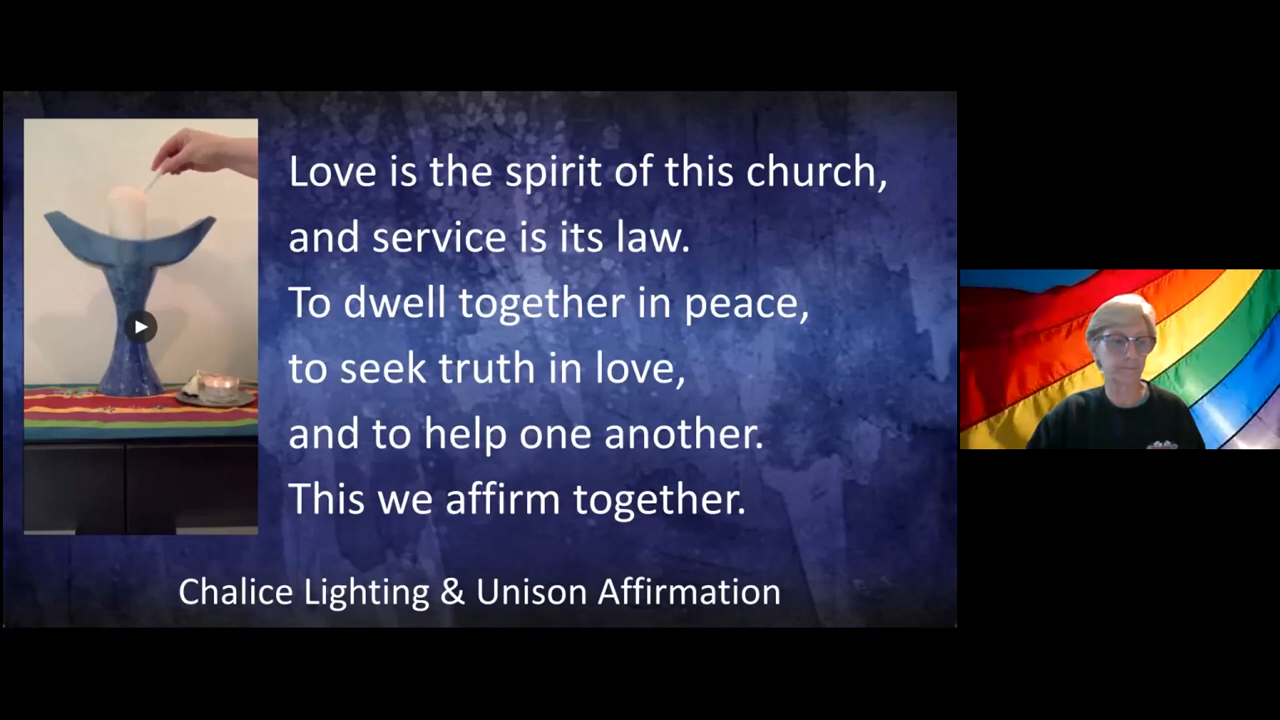 Love is the spirit of this church,
and service is its law.
To dwell together in peace,
to seek truth in love,
and to help one another.
This we affirm together.
Chalice Lighting & Unison Affirmation